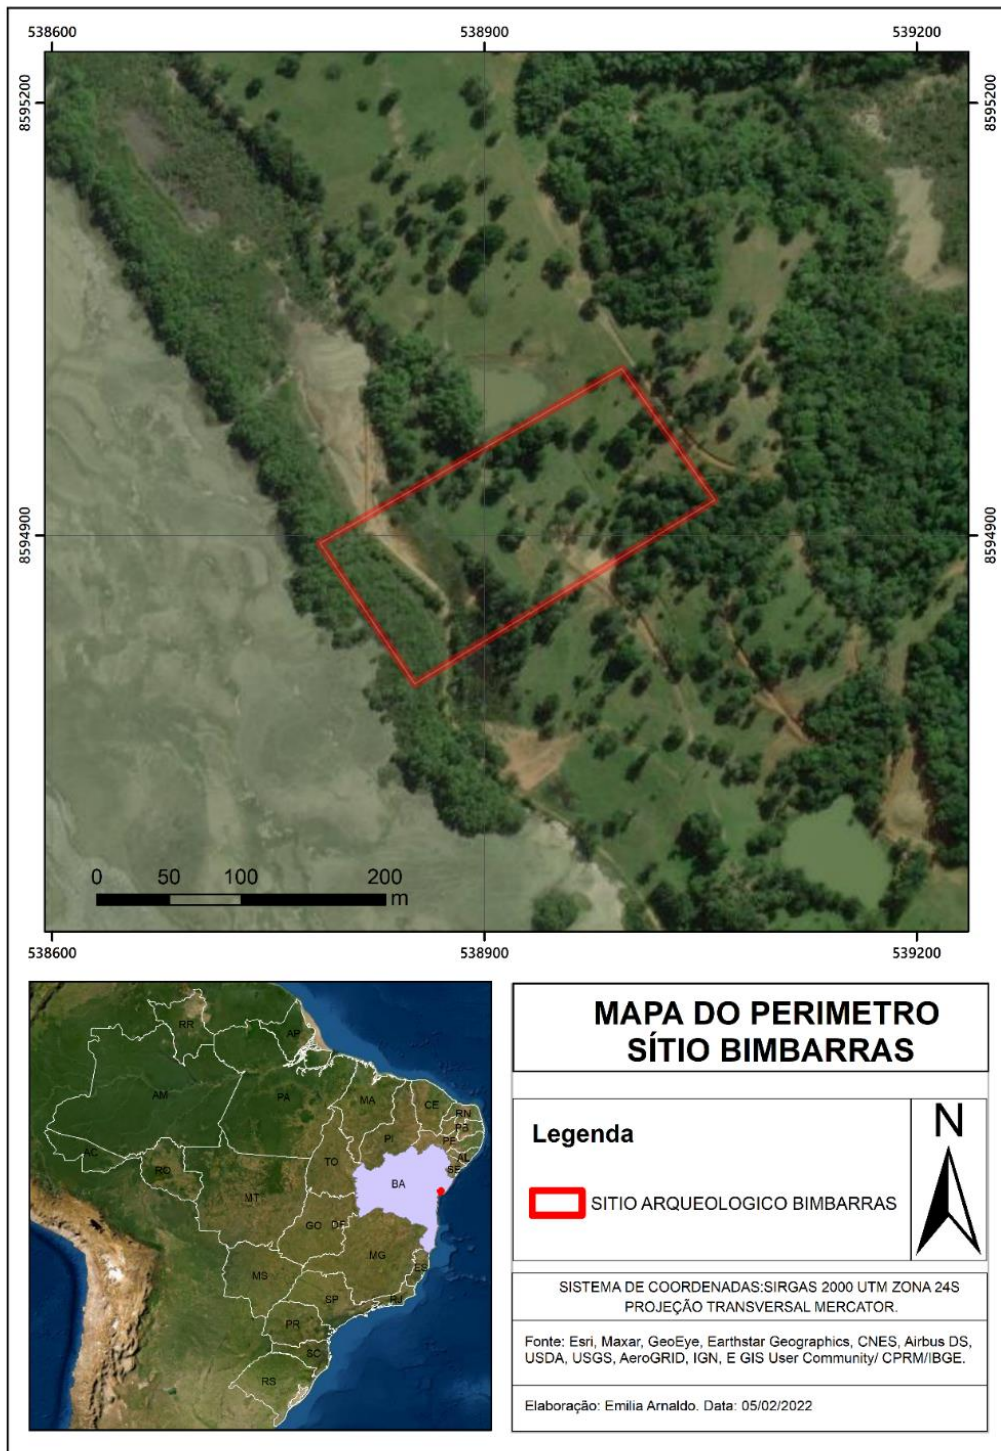 538600
538900
539200
8595200
8595200
8594900
8594900
0 50 100 200
m
538600
538900
539200
RR
AP
AM
PA
MA
CE
RN
PB
PE
PI
AL
SE
AC
RO
TO
BA
MT
GO
DF
MG
MS
ES
SP
RJ
PR
SC
RS
MAPA DO PERIMETRO
SÍTIO BIMBARRAS
Legenda
SITIO ARQUEOLOGICO BIMBARRAS
N
SISTEMA DE COORDENADAS:SIRGAS 2000 UTM ZONA 24S
PROJEÇÃO TRANSVERSAL MERCATOR.
Fonte: Esri, Maxar, GeoEye, Earthstar Geographics, CNES, Airbus DS,
USDA, USGS, AeroGRID, IGN, E GIS User Community/ CPRM/IBGE.
Elaboração: Emilia Arnaldo. Data: 05/02/2022